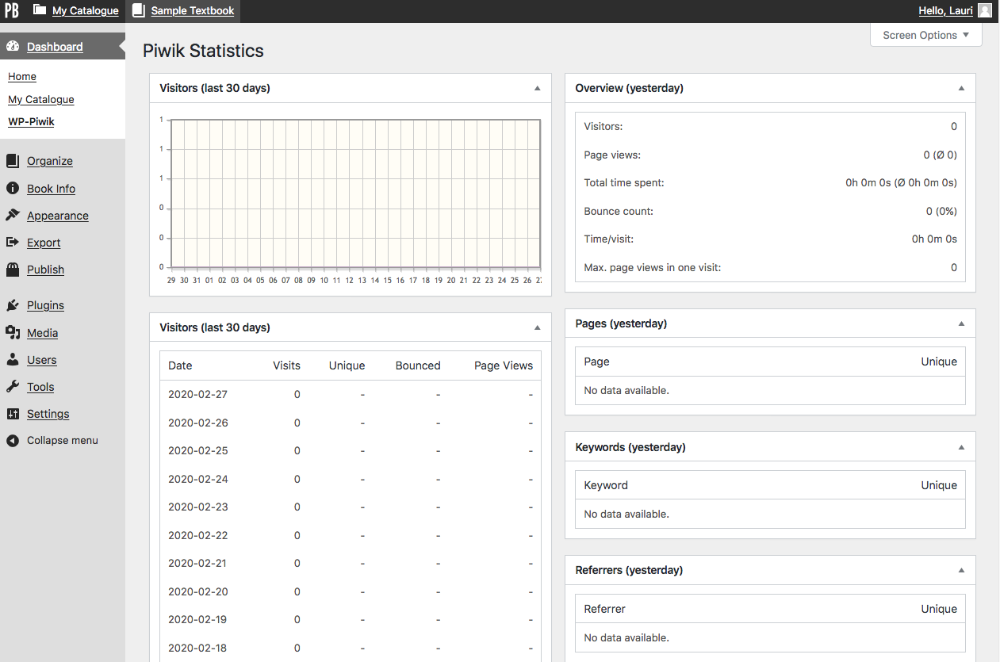 PB My Catalogue Sample Textbook Hello, Lauri
Screen Options ▼
Dashboard
Home
My Catalogue
WP-Piwik
Organize
Book Info
Appearance
Export
Publish
Plugins
Media
Users
Tools
Settings
Collapse menu
Piwik Statistics
Visitors (last 30 days)
1
1
1
0
0
0
29 30 31 01 02 03 04 05 06 07 08 09 10 11 12 13 14 15 16 17 18 19 20 21 22 23 24 25 26
Visitors (last 30 days)
Date Visits Unique Bounced Page Views
2020-02-27 0 - - -
2020-02-26 0 - - -
2020-02-25 0 - - -
2020-02-24 0 - - -
2020-02-23 0 - - -
2020-02-22 0 - - -
2020-02-21 0 - - -
2020-02-20 0 - - -
2020-02-19 0 - - -
2020-02-18 0 - - -
Overview (yesterday)
Visitors: 0
Page views: 0 (Ø 0)
Total time spent: 0h 0m 0s (Ø 0h 0m 0s)
Bounce count: 0 (0%)
Time/visit: 0h 0m 0s
Max. page views in one visit: 0
Pages (yesterday)
Page Unique
No data available.
Keywords (yesterday)
Keyword Unique
No data available.
Referrers (yesterday)
Referrer Unique
No data available.